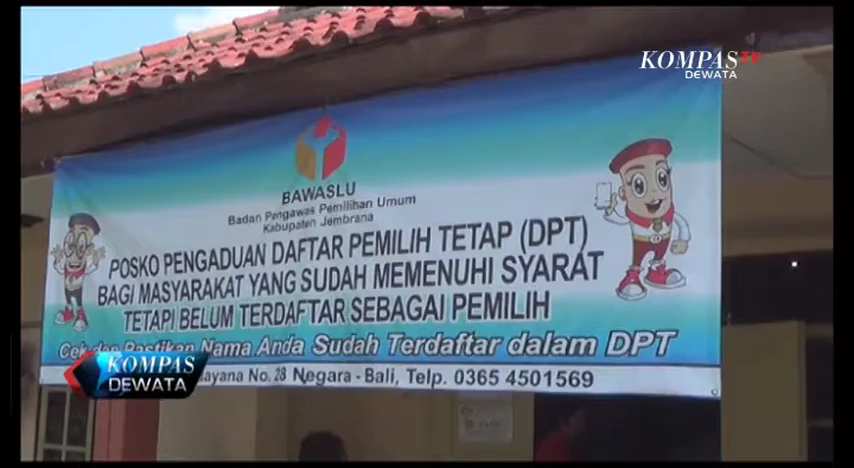 KOMPAS TV
DEWATA
BAWASLU
Badan Pengawas Pemilihan Umum
Kabupaten Jembrana
POSKO PENGADUAN DAFTAR PEMILIH TETAP (DPT)
BAGI MASYARAKAT YANG SUDAH MEMENUHI SYARAT
TETAPI BELUM TERDAFTAR SEBAGAI PEMILIH
Cek dan Pastikan Nama Anda Sudah Terdaftar dalam DPT
No. 28 Negara - Bali, Telp. 0365 4501569
KOMPAS
DEWATA